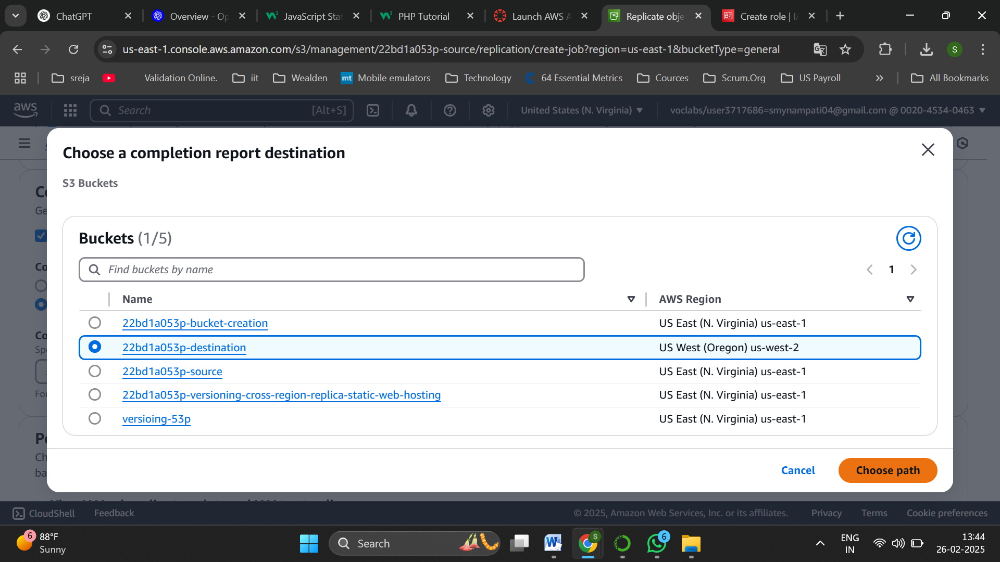 ChatGPT
Overview - Op
JavaScript Stat
PHP Tutorial
Launch AWS A
Replicate obje
Create role | IA
us-east-1.console.aws.amazon.com/s3/management/22bd1a053p-source/replication/create-job?region=us-east-1&bucketType=general
S
sreja
Validation Online.
iit
Wealden
mt
Mobile emulators
Technology
64 Essential Metrics
Cources
Scrum.Org
US Payroll
»
All Bookmarks
aws
Search
[Alt+S]
United States (N. Virginia)
voclabs/user3717686=smynampati04@gmail.com @ 0020-4534-0463
Choose a completion report destination
S3 Buckets
Buckets (1/5)
Find buckets by name
1
Name
AWS Region
22bd1a053p-bucket-creation
US East (N. Virginia) us-east-1
22bd1a053p-destination
US West (Oregon) us-west-2
22bd1a053p-source
US East (N. Virginia) us-east-1
22bd1a053p-versioning-cross-region-replica-static-web-hosting
US East (N. Virginia) us-east-1
versioing-53p
US East (N. Virginia) us-east-1
Cancel
Choose path
CloudShell
Feedback
© 2025, Amazon Web Services, Inc. or its affiliates.
Privacy
Terms
Cookie preferences
6
88°F
Sunny
Search
S
6
ENG
IN
13:44
26-02-2025